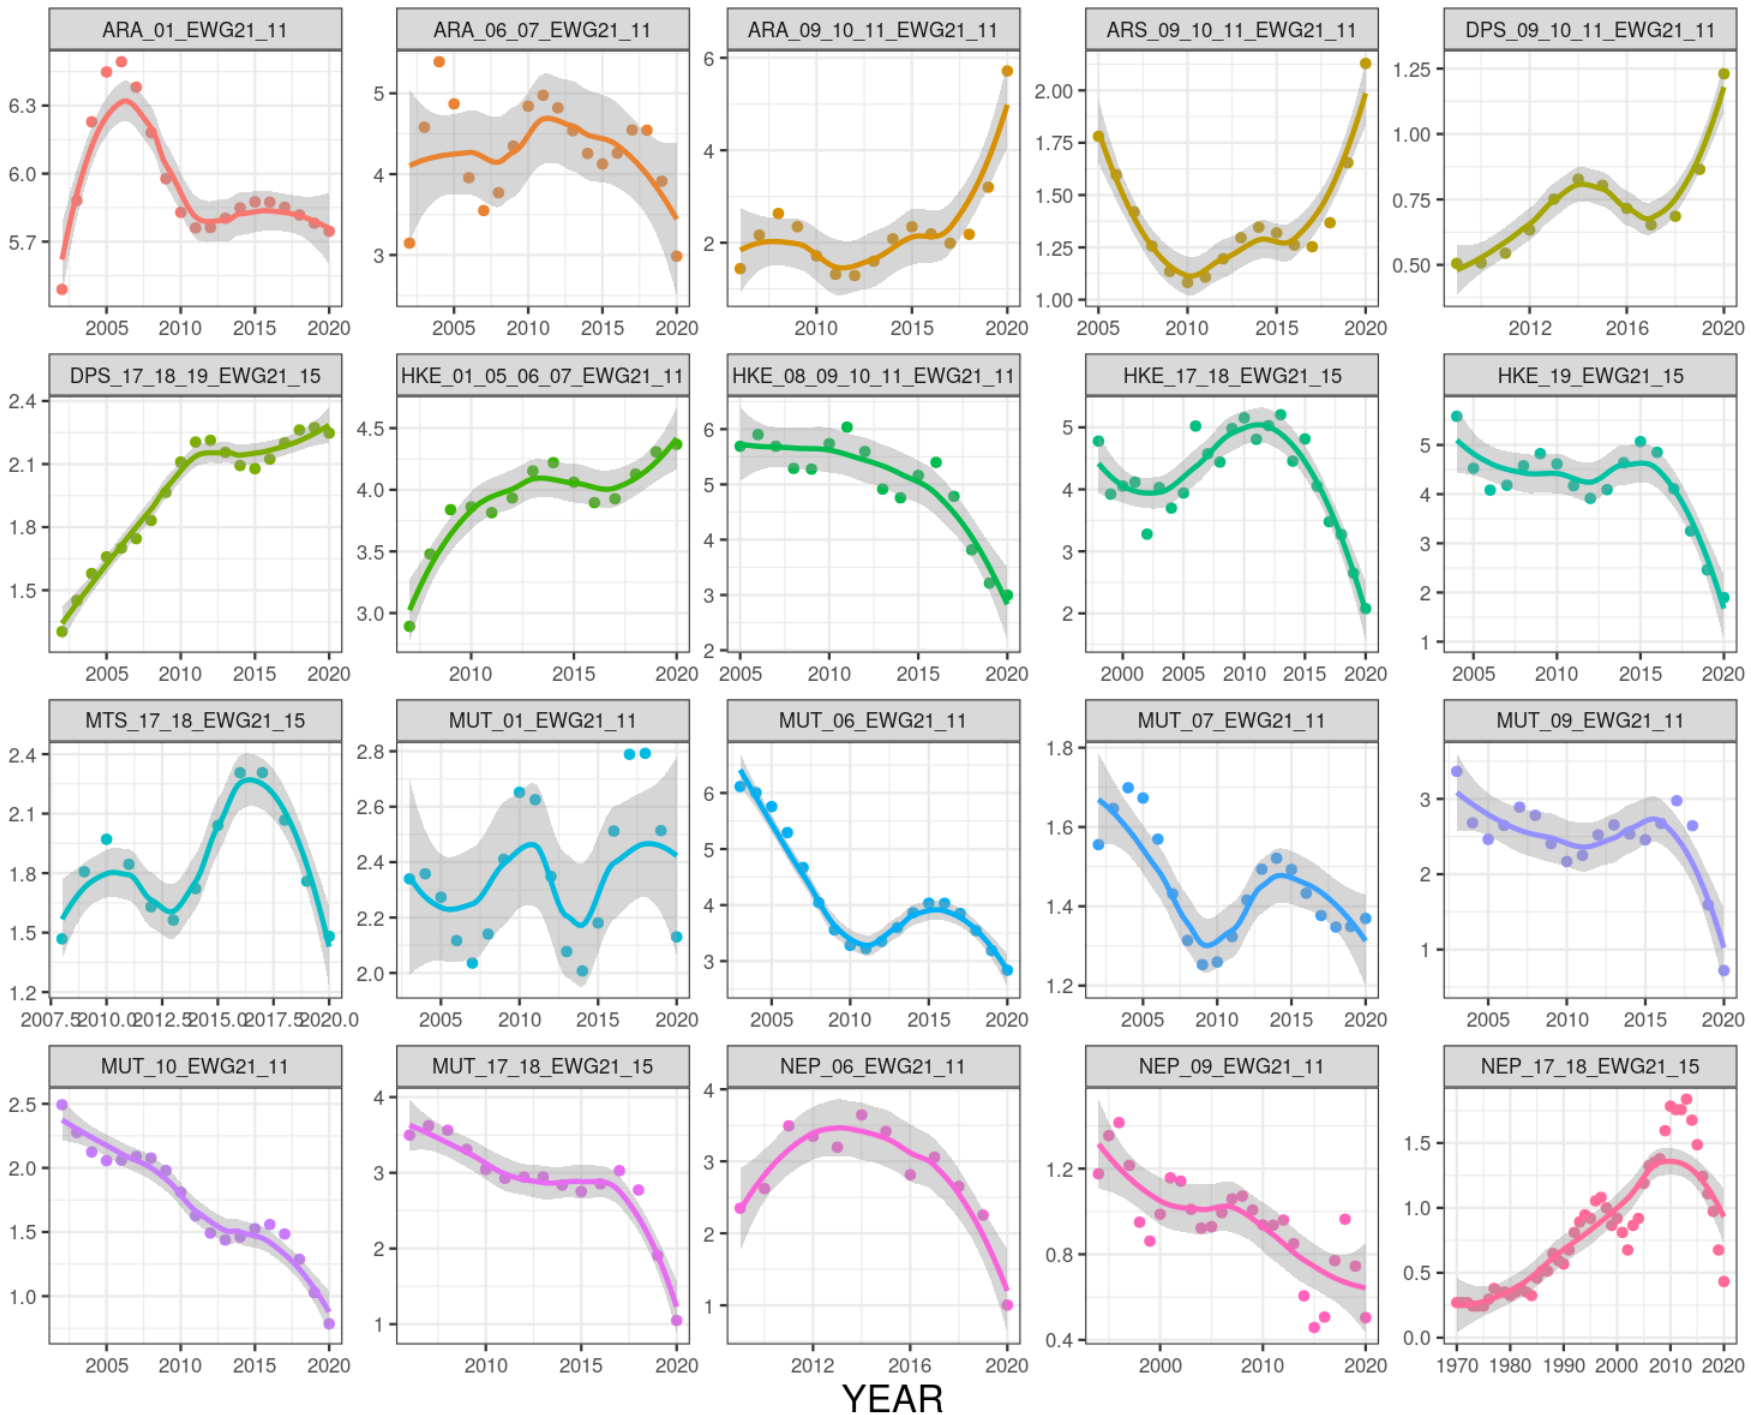 ARA_01_EWG21_11
ARA_06_07_EWG21_11
ARA_09_10_11_EWG21_11
ARS_09_10_11_EWG21_11
DPS_09_10_11_EWG21_11
6.3
6.0
5.7
2005 2010 2015 2020
5
4
3
2005 2010 2015 2020
6
4
2
2010 2015 2020
2.00
1.75
1.50
1.25
1.00
2005 2010 2015 2020
1.25
1.00
0.75
0.50
2012 2016 2020
DPS_17_18_19_EWG21_15
HKE_01_05_06_07_EWG21_11
HKE_08_09_10_11_EWG21_11
HKE_17_18_EWG21_15
HKE_19_EWG21_15
2.4
2.1
1.8
1.5
2005 2010 2015 2020
4.5
4.0
3.5
3.0
2010 2015 2020
6
5
4
3
2
2005 2010 2015 2020
5
4
3
2
2000 2005 2010 2015 2020
5
4
3
2
1
2005 2010 2015 2020
MTS_17_18_EWG21_15
MUT_01_EWG21_11
MUT_06_EWG21_11
MUT_07_EWG21_11
MUT_09_EWG21_11
2.4
2.1
1.8
1.5
1.2
2007.5 2010.0 2012.5 2015.0 2017.5 2020.0
2.8
2.6
2.4
2.2
2.0
2005 2010 2015 2020
6
5
4
3
2005 2010 2015 2020
1.8
1.6
1.4
1.2
2005 2010 2015 2020
3
2
1
2005 2010 2015 2020
MUT_10_EWG21_11
MUT_17_18_EWG21_15
NEP_06_EWG21_11
NEP_09_EWG21_11
NEP_17_18_EWG21_15
2.5
2.0
1.5
1.0
2005 2010 2015 2020
4
3
2
1
2010 2015 2020
4
3
2
1
2012 2016 2020
1.2
0.8
0.4
2000 2010 2020
1.5
1.0
0.5
0.0
1970 1980 1990 2000 2010 2020
YEAR